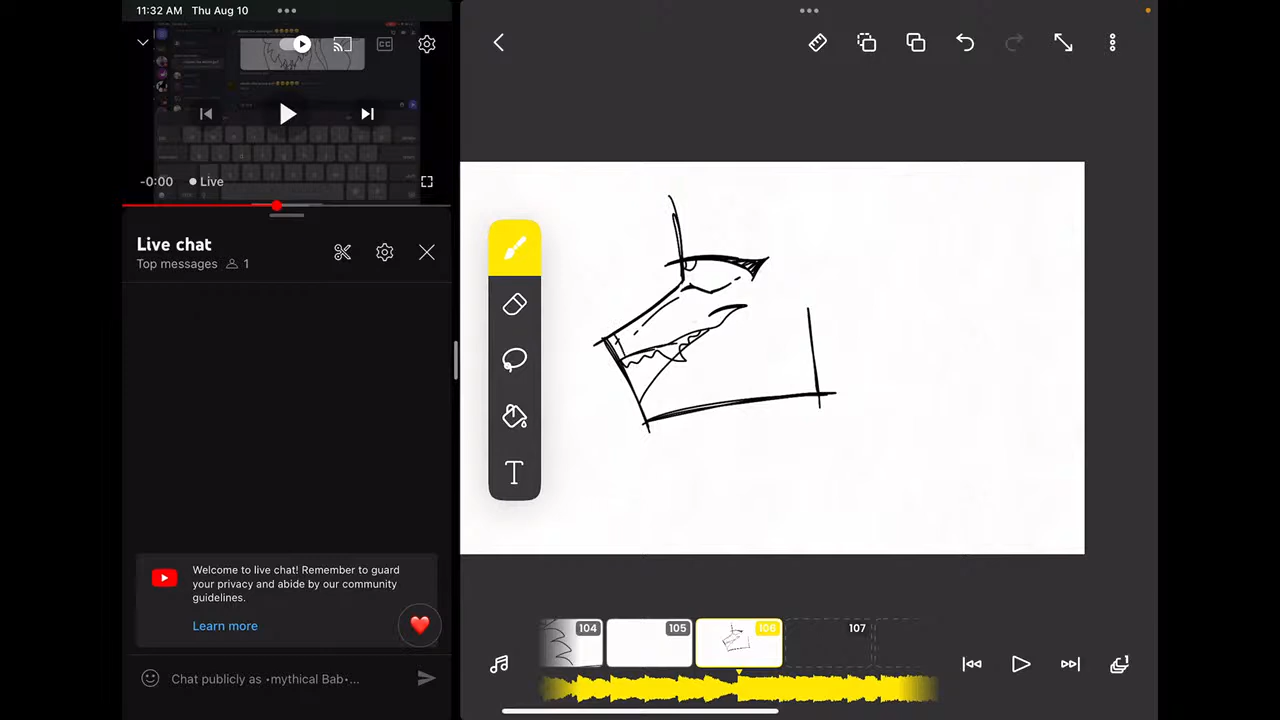 11:32 AM Thu Aug 10
CC
-0:00 Live
Live chat
Top messages 1
Welcome to live chat! Remember to guard
your privacy and abide by our community
guidelines.
Learn more
Chat publicly as •mythical Bab•...
T
104
105
106
107